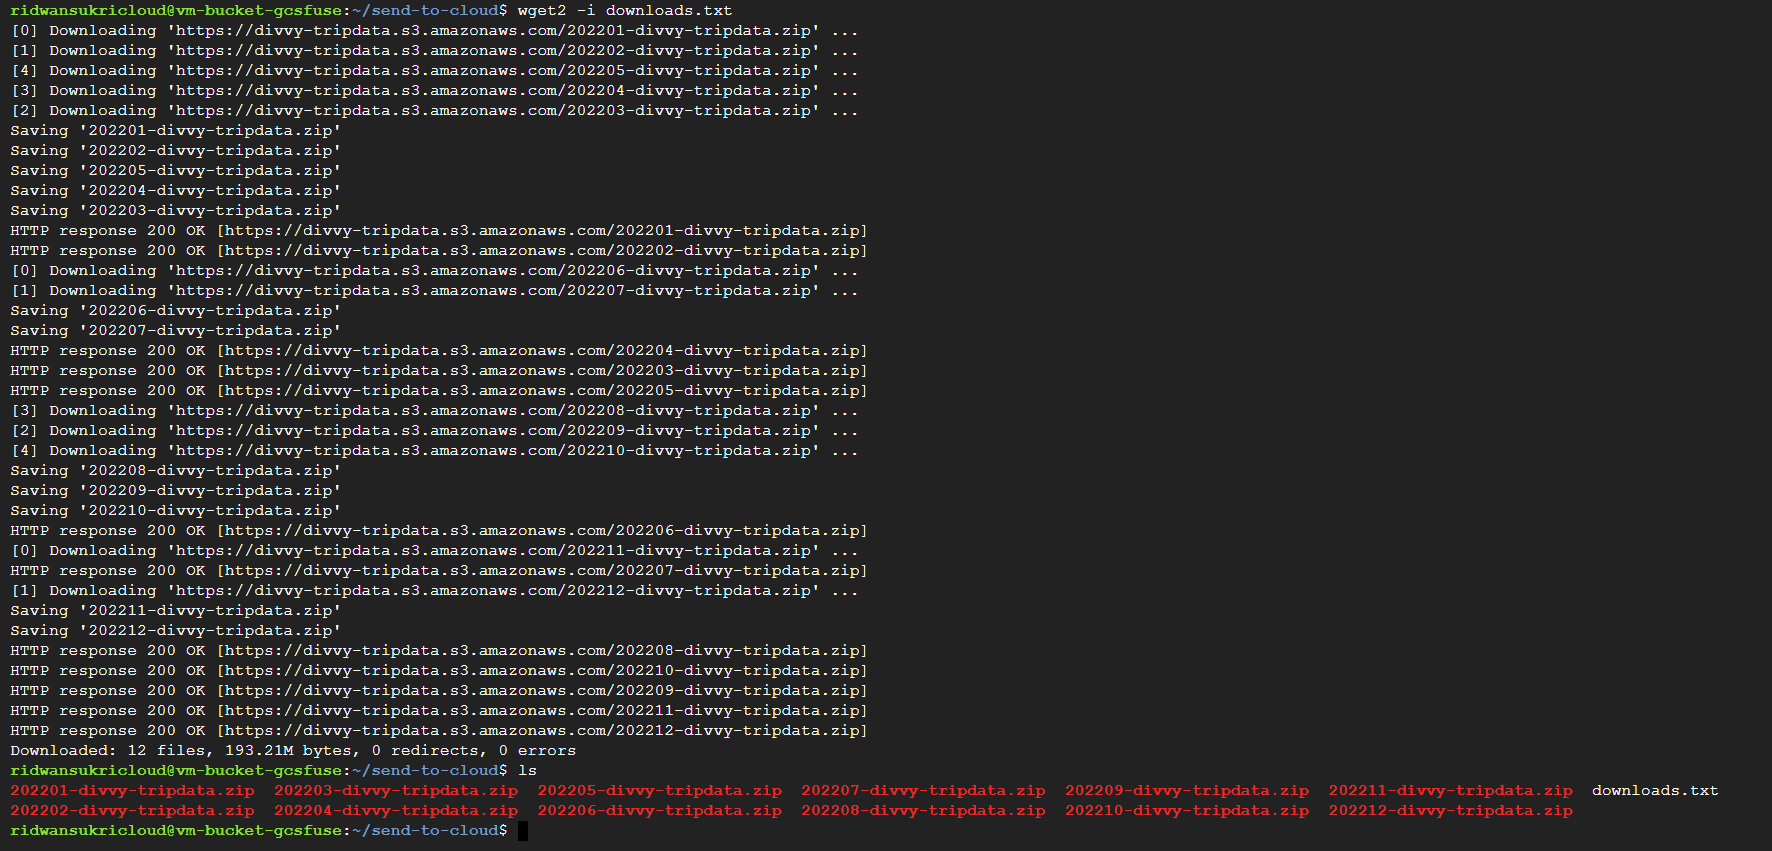 ridwansukricloud@vm-bucket-gcsfuse:~/send-to-cloud$ wget2 -i downloads.txt
[0] Downloading 'https://divvy-tripdata.s3.amazonaws.com/202201-divvy-tripdata.zip' ...
[1] Downloading 'https://divvy-tripdata.s3.amazonaws.com/202202-divvy-tripdata.zip' ...
[4] Downloading 'https://divvy-tripdata.s3.amazonaws.com/202205-divvy-tripdata.zip' ...
[3] Downloading 'https://divvy-tripdata.s3.amazonaws.com/202204-divvy-tripdata.zip' ...
[2] Downloading 'https://divvy-tripdata.s3.amazonaws.com/202203-divvy-tripdata.zip' ...
Saving '202201-divvy-tripdata.zip'
Saving '202202-divvy-tripdata.zip'
Saving '202205-divvy-tripdata.zip'
Saving '202204-divvy-tripdata.zip'
Saving '202203-divvy-tripdata.zip'
HTTP response 200 OK [https://divvy-tripdata.s3.amazonaws.com/202201-divvy-tripdata.zip]
HTTP response 200 OK [https://divvy-tripdata.s3.amazonaws.com/202202-divvy-tripdata.zip]
[0] Downloading 'https://divvy-tripdata.s3.amazonaws.com/202206-divvy-tripdata.zip' ...
[1] Downloading 'https://divvy-tripdata.s3.amazonaws.com/202207-divvy-tripdata.zip' ...
Saving '202206-divvy-tripdata.zip'
Saving '202207-divvy-tripdata.zip'
HTTP response 200 OK [https://divvy-tripdata.s3.amazonaws.com/202204-divvy-tripdata.zip]
HTTP response 200 OK [https://divvy-tripdata.s3.amazonaws.com/202203-divvy-tripdata.zip]
HTTP response 200 OK [https://divvy-tripdata.s3.amazonaws.com/202205-divvy-tripdata.zip]
[3] Downloading 'https://divvy-tripdata.s3.amazonaws.com/202208-divvy-tripdata.zip' ...
[2] Downloading 'https://divvy-tripdata.s3.amazonaws.com/202209-divvy-tripdata.zip' ...
[4] Downloading 'https://divvy-tripdata.s3.amazonaws.com/202210-divvy-tripdata.zip' ...
Saving '202208-divvy-tripdata.zip'
Saving '202209-divvy-tripdata.zip'
Saving '202210-divvy-tripdata.zip'
HTTP response 200 OK [https://divvy-tripdata.s3.amazonaws.com/202206-divvy-tripdata.zip]
[0] Downloading 'https://divvy-tripdata.s3.amazonaws.com/202211-divvy-tripdata.zip' ...
HTTP response 200 OK [https://divvy-tripdata.s3.amazonaws.com/202207-divvy-tripdata.zip]
[1] Downloading 'https://divvy-tripdata.s3.amazonaws.com/202212-divvy-tripdata.zip' ...
Saving '202211-divvy-tripdata.zip'
Saving '202212-divvy-tripdata.zip'
HTTP response 200 OK [https://divvy-tripdata.s3.amazonaws.com/202208-divvy-tripdata.zip]
HTTP response 200 OK [https://divvy-tripdata.s3.amazonaws.com/202210-divvy-tripdata.zip]
HTTP response 200 OK [https://divvy-tripdata.s3.amazonaws.com/202209-divvy-tripdata.zip]
HTTP response 200 OK [https://divvy-tripdata.s3.amazonaws.com/202211-divvy-tripdata.zip]
HTTP response 200 OK [https://divvy-tripdata.s3.amazonaws.com/202212-divvy-tripdata.zip]
Downloaded: 12 files, 193.21M bytes, 0 redirects, 0 errors
ridwansukricloud@vm-bucket-gcsfuse:~/send-to-cloud$ ls
202201-divvy-tripdata.zip  202203-divvy-tripdata.zip  202205-divvy-tripdata.zip  202207-divvy-tripdata.zip  202209-divvy-tripdata.zip  202211-divvy-tripdata.zip  downloads.txt
202202-divvy-tripdata.zip  202204-divvy-tripdata.zip  202206-divvy-tripdata.zip  202208-divvy-tripdata.zip  202210-divvy-tripdata.zip  202212-divvy-tripdata.zip
ridwansukricloud@vm-bucket-gcsfuse:~/send-to-cloud$